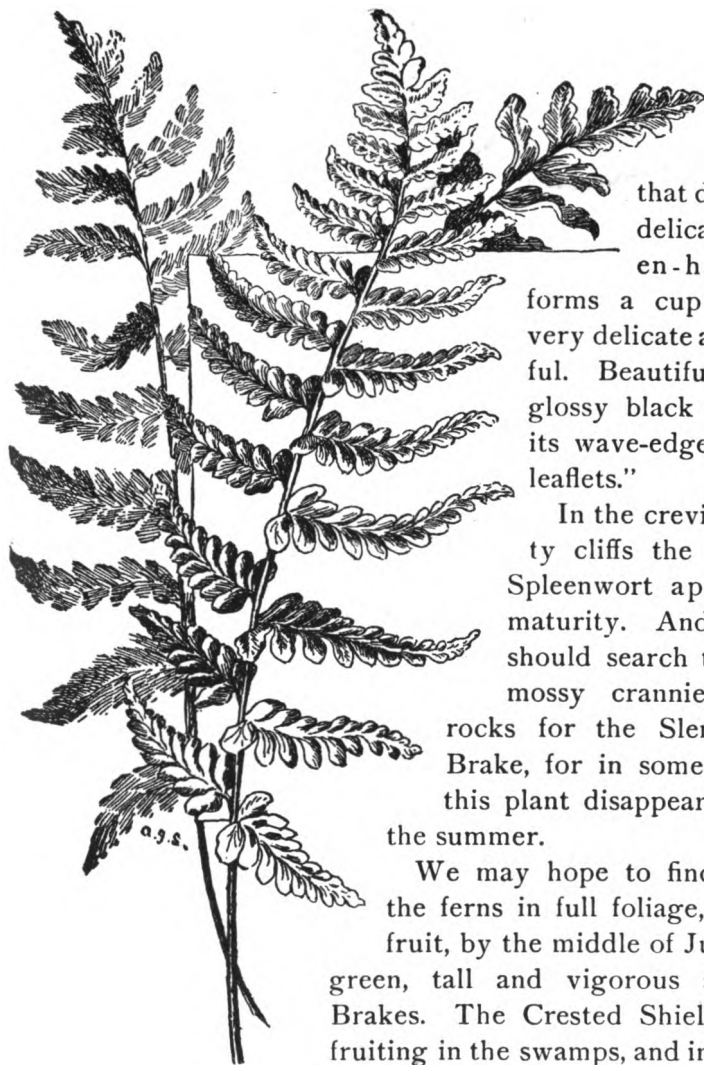 that d
delica
en-h
forms a cup
very delicate a
ful. Beautifu
glossy black
its wave-edge
leaflets."
In the crevi
ty cliffs the
Spleenwort ap
maturity. And
should search t
mossy crannie
rocks for the Sler
Brake, for in some
this plant disappear
a.g.s.
the summer.
We may hope to find
the ferns in full foliage,
fruit, by the middle of Ju
green, tall and vigorous
Brakes. The Crested Shiel
fruiting in the swamps, and in